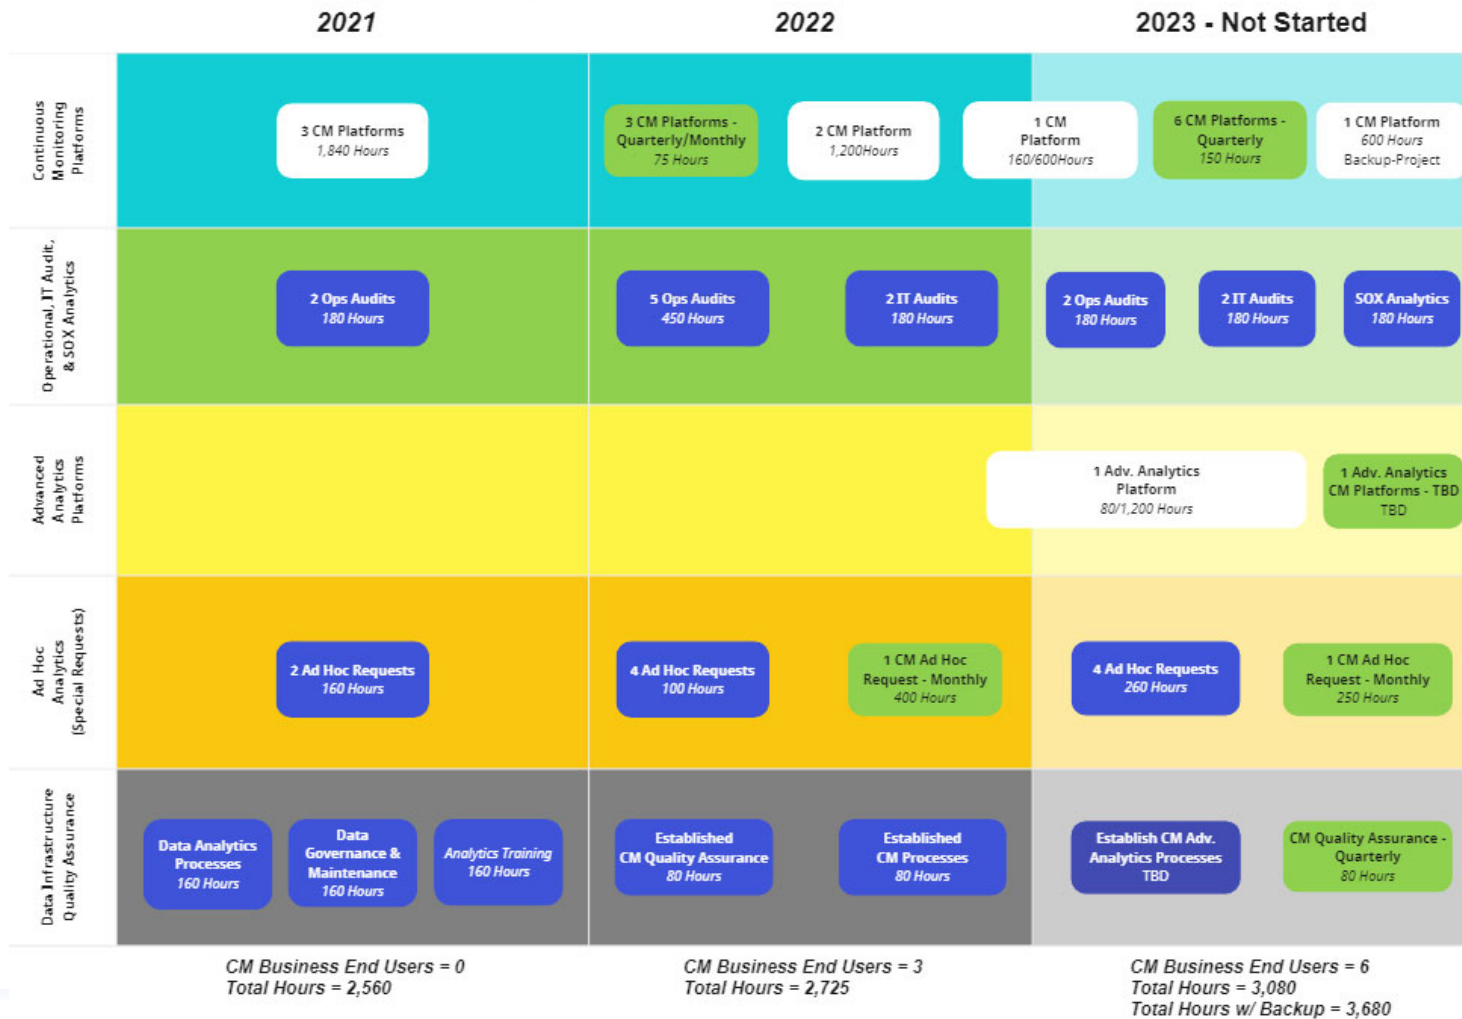 2021
2022
2023 - Not Started
Continuous
Monitoring
Platforms
3 CM Platforms
1,840 Hours
3 CM Platforms -
Quarterly/Monthly
75 Hours
2 CM Platform
1,200Hours
1 CM
Platform
160/600Hours
6 CM Platforms -
Quarterly
150 Hours
1 CM Platform
600 Hours
Backup-Project
Operational, IT Audit,
& SOX Analytics
2 Ops Audits
180 Hours
5 Ops Audits
450 Hours
2 IT Audits
180 Hours
2 Ops Audits
180 Hours
2 IT Audits
180 Hours
SOX Analytics
180 Hours
Advanced
Analytics
Platforms
1 Adv. Analytics
Platform
80/1,200 Hours
1 Adv. Analytics
CM Platforms - TBD
TBD
Ad Hoc
Analytics
(Special Requests)
2 Ad Hoc Requests
160 Hours
4 Ad Hoc Requests
100 Hours
1 CM Ad Hoc
Request - Monthly
400 Hours
4 Ad Hoc Requests
260 Hours
1 CM Ad Hoc
Request - Monthly
250 Hours
Data Infrastructure
Quality Assurance
Data Analytics
Processes
160 Hours
Data
Governance &
Maintenance
160 Hours
Analytics Training
160 Hours
Established
CM Quality Assurance
80 Hours
Established
CM Processes
80 Hours
Establish CM Adv.
Analytics Processes
TBD
CM Quality Assurance -
Quarterly
80 Hours
CM Business End Users = 0
Total Hours = 2,560
CM Business End Users = 3
Total Hours = 2,725
CM Business End Users = 6
Total Hours = 3,080
Total Hours w/ Backup = 3,680